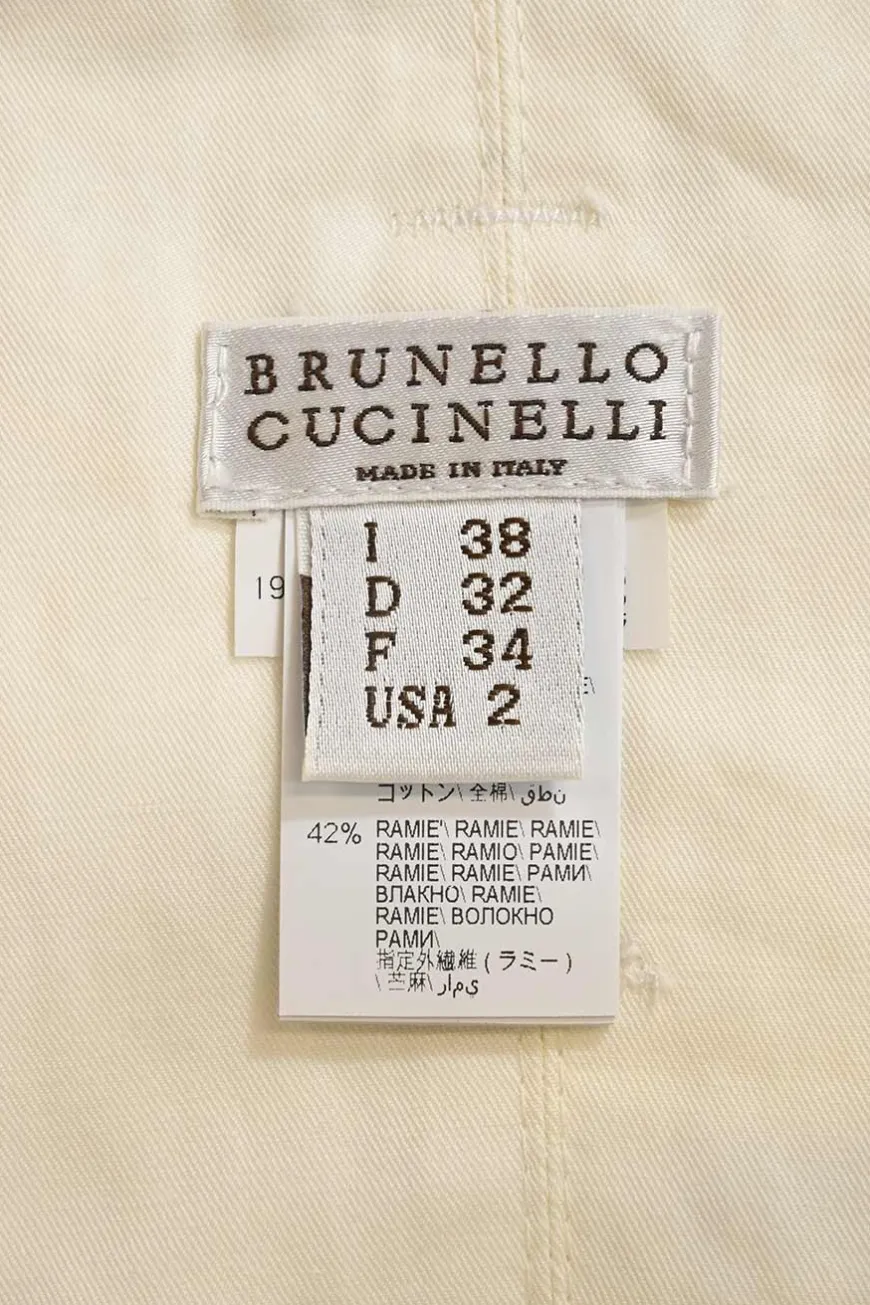 BRUNELLO
CUCINELLI
MADE IN ITALY
I 38
D 32
F 34
USA 2
19
コットン\ 全棉\ قطن
42% RAMIE'\ RAMIE\ RAMIE\
RAMIE\ RAMIO\ PAMIE\
RAMIE\ RAMIE\ РАМИ\
ВЛАКНО\ RAMIE\
RAMIE\ ВОЛОКНО
РАМИ\
指定外繊維 ( ラミー )
\ 苎麻\ رامي